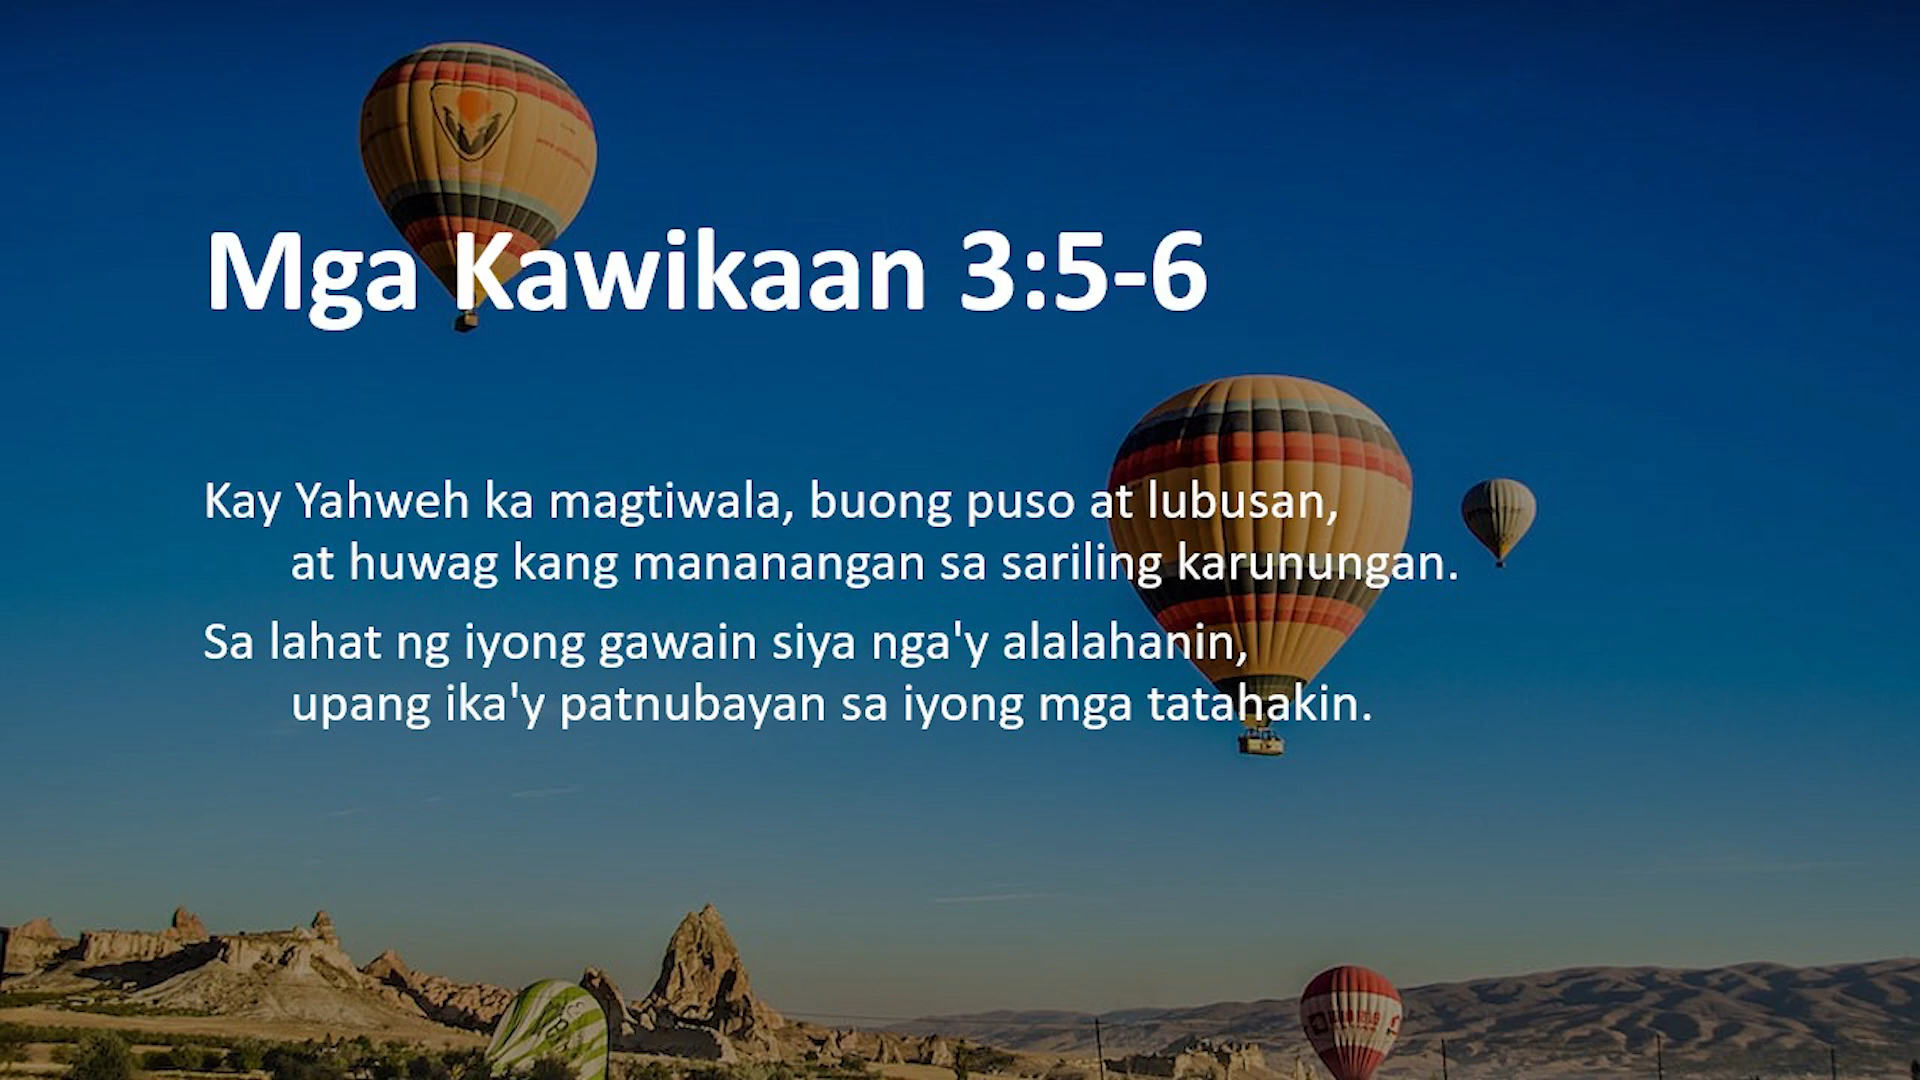 Mga Kawikaan 3:5-6
Kay Yahweh ka magtiwala, buong puso at lubusan,
at huwag kang mananangan sa sariling karunungan.
Sa lahat ng iyong gawain siya nga'y alalahanin,
upang ika'y patnubayan sa iyong mga tatahakin.